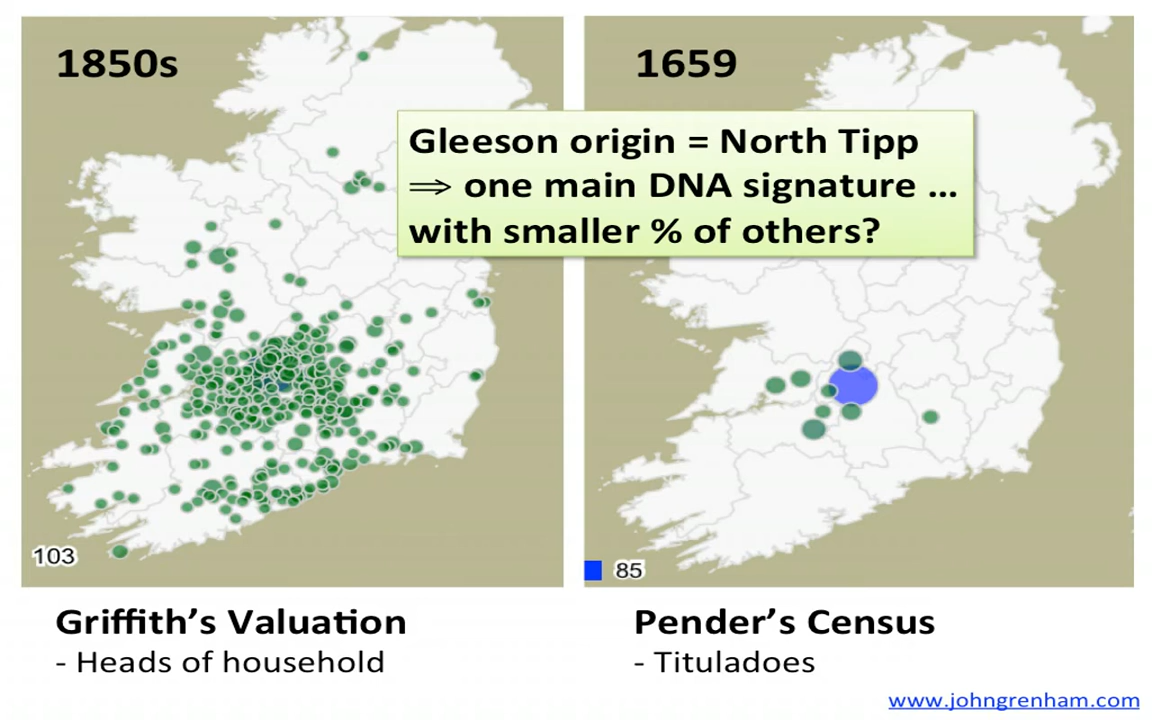 1850s
1659
Gleeson origin = North Tipp
⇒ one main DNA signature …
with smaller % of others?
103
85
Griffith’s Valuation
- Heads of household
Pender’s Census
- Tituladoes
www.johngrenham.com